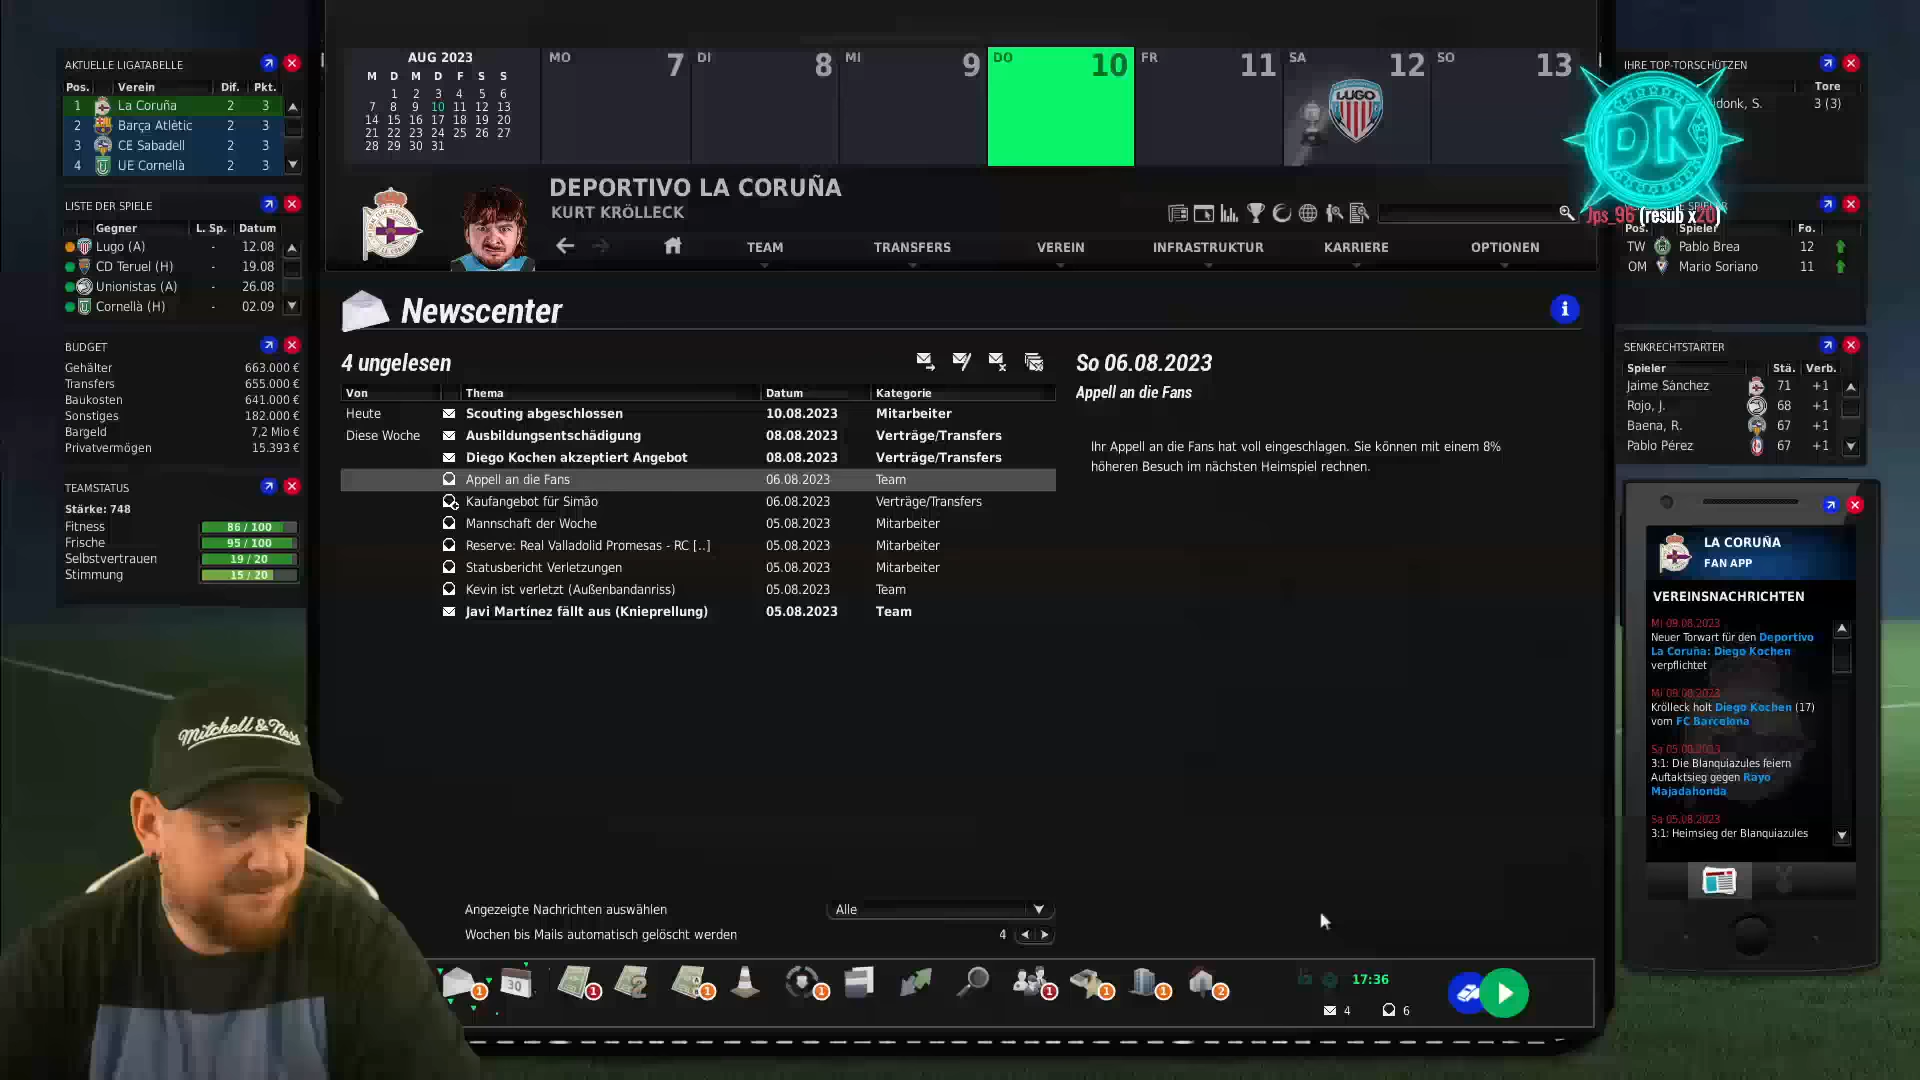 AKTUELLE LIGATABELLE
Pos. Verein Dif. Pkt.
1 La Coruña 2 3
2 Barça Atlètic 2 3
3 CE Sabadell 2 3
4 UE Cornellà 2 3
LISTE DER SPIELE
Gegner L. Sp. Datum
Lugo (A) - 12.08
CD Teruel (H) - 19.08
Unionistas (A) - 26.08
Cornellà (H) - 02.09
BUDGET
Gehälter 663.000 €
Transfers 655.000 €
Baukosten 641.000 €
Sonstiges 182.000 €
Bargeld 7,2 Mio €
Privatvermögen 15.393 €
TEAMSTATUS
Stärke: 748
Fitness 86 / 100
Frische 95 / 100
Selbstvertrauen 19 / 20
Stimmung 15 / 20
Mitchell & Ness
AUG 2023
M D M D F S S
1 2 3 4 5 6
7 8 9 10 11 12 13
14 15 16 17 18 19 20
21 22 23 24 25 26 27
28 29 30 31
MO 7 DI 8 MI 9 DO 10 FR 11 SA 12 SO 13
LUGO
DEPORTIVO LA CORUÑA
KURT KRÖLLECK
TEAM TRANSFERS VEREIN INFRASTRUKTUR KARRIERE OPTIONEN
Newscenter
4 ungelesen
Von Thema Datum Kategorie
Heute Scouting abgeschlossen 10.08.2023 Mitarbeiter
Diese Woche Ausbildungsentschädigung 08.08.2023 Verträge/Transfers
Diego Kochen akzeptiert Angebot 08.08.2023 Verträge/Transfers
Appell an die Fans 06.08.2023 Team
Kaufangebot für Simão 06.08.2023 Verträge/Transfers
Mannschaft der Woche 05.08.2023 Mitarbeiter
Reserve: Real Valladolid Promesas - RC [..] 05.08.2023 Mitarbeiter
Statusbericht Verletzungen 05.08.2023 Mitarbeiter
Kevin ist verletzt (Außenbandanriss) 05.08.2023 Team
Javi Martínez fällt aus (Knieprellung) 05.08.2023 Team
So 06.08.2023
Appell an die Fans
Ihr Appell an die Fans hat voll eingeschlagen. Sie können mit einem 8%
höheren Besuch im nächsten Heimspiel rechnen.
Angezeigte Nachrichten auswählen Alle
Wochen bis Mails automatisch gelöscht werden 4
30
1 1 2 1 1 1 1 1 2
17:36
4 6
IHRE TOP-TORSCHÜTZEN
Tore
donk, S. 3 (3)
DK
Jps_96 (resub x20)
Pos. Spieler Fo.
TW Pablo Brea 12
OM Mario Soriano 11
SENKRECHTSTARTER
Spieler Stä. Verb.
Jaime Sánchez 71 +1
Rojo, J. 68 +1
Baena, R. 67 +1
Pablo Pérez 67 +1
LA CORUÑA
FAN APP
VEREINSNACHRICHTEN
Mi 09.08.2023
Neuer Torwart für den Deportivo
La Coruña: Diego Kochen
verpflichtet
Mi 09.08.2023
Krölleck holt Diego Kochen (17)
vom FC Barcelona
Sa 05.08.2023
3:1: Die Blanquiazules feiern
Auftaktsieg gegen Rayo
Majadahonda
Sa 05.08.2023
3:1: Heimsieg der Blanquiazules